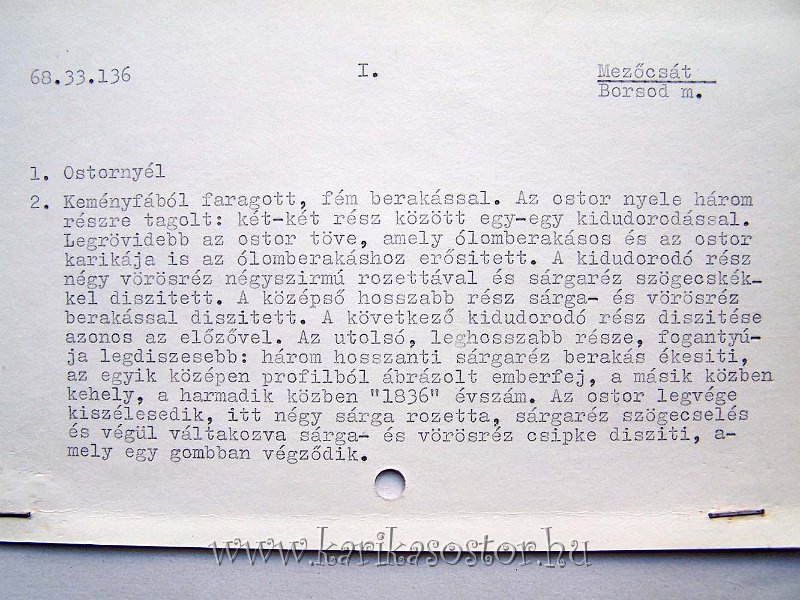 68.33.136
I.
Mezőcsát
Borsod m.
1. Ostornyél
2. Keményfából faragott, fém berakással. Az ostor nyele három
részre tagolt: két-két rész között egy-egy kidudorodással.
Legrövidebb az ostor töve, amely ólomberakásos és az ostor
karikája is az ólomberakáshoz erősitett. A kidudorodó rész
négy vörösréz négyszirmú rozettával és sárgaréz szögecskék-
kel diszitett. A középső hosszabb rész sárga- és vörösréz
berakással diszitett. A következő kidudorodó rész diszitése
azonos az előzővel. Az utolsó, leghosszabb része, fogantyú-
ja legdiszesebb: három hosszanti sárgaréz berakás ékesiti,
az egyik középen profilból ábrázolt emberfej, a másik közben
kehely, a harmadik közben "1836" évszám. Az ostor legvége
kiszélesedik, itt négy sárga rozetta, sárgaréz szögecselés
és végül váltakozva sárga- és vörösréz csipke disziti, a-
mely egy gombban végződik.
www.karikasostor.hu